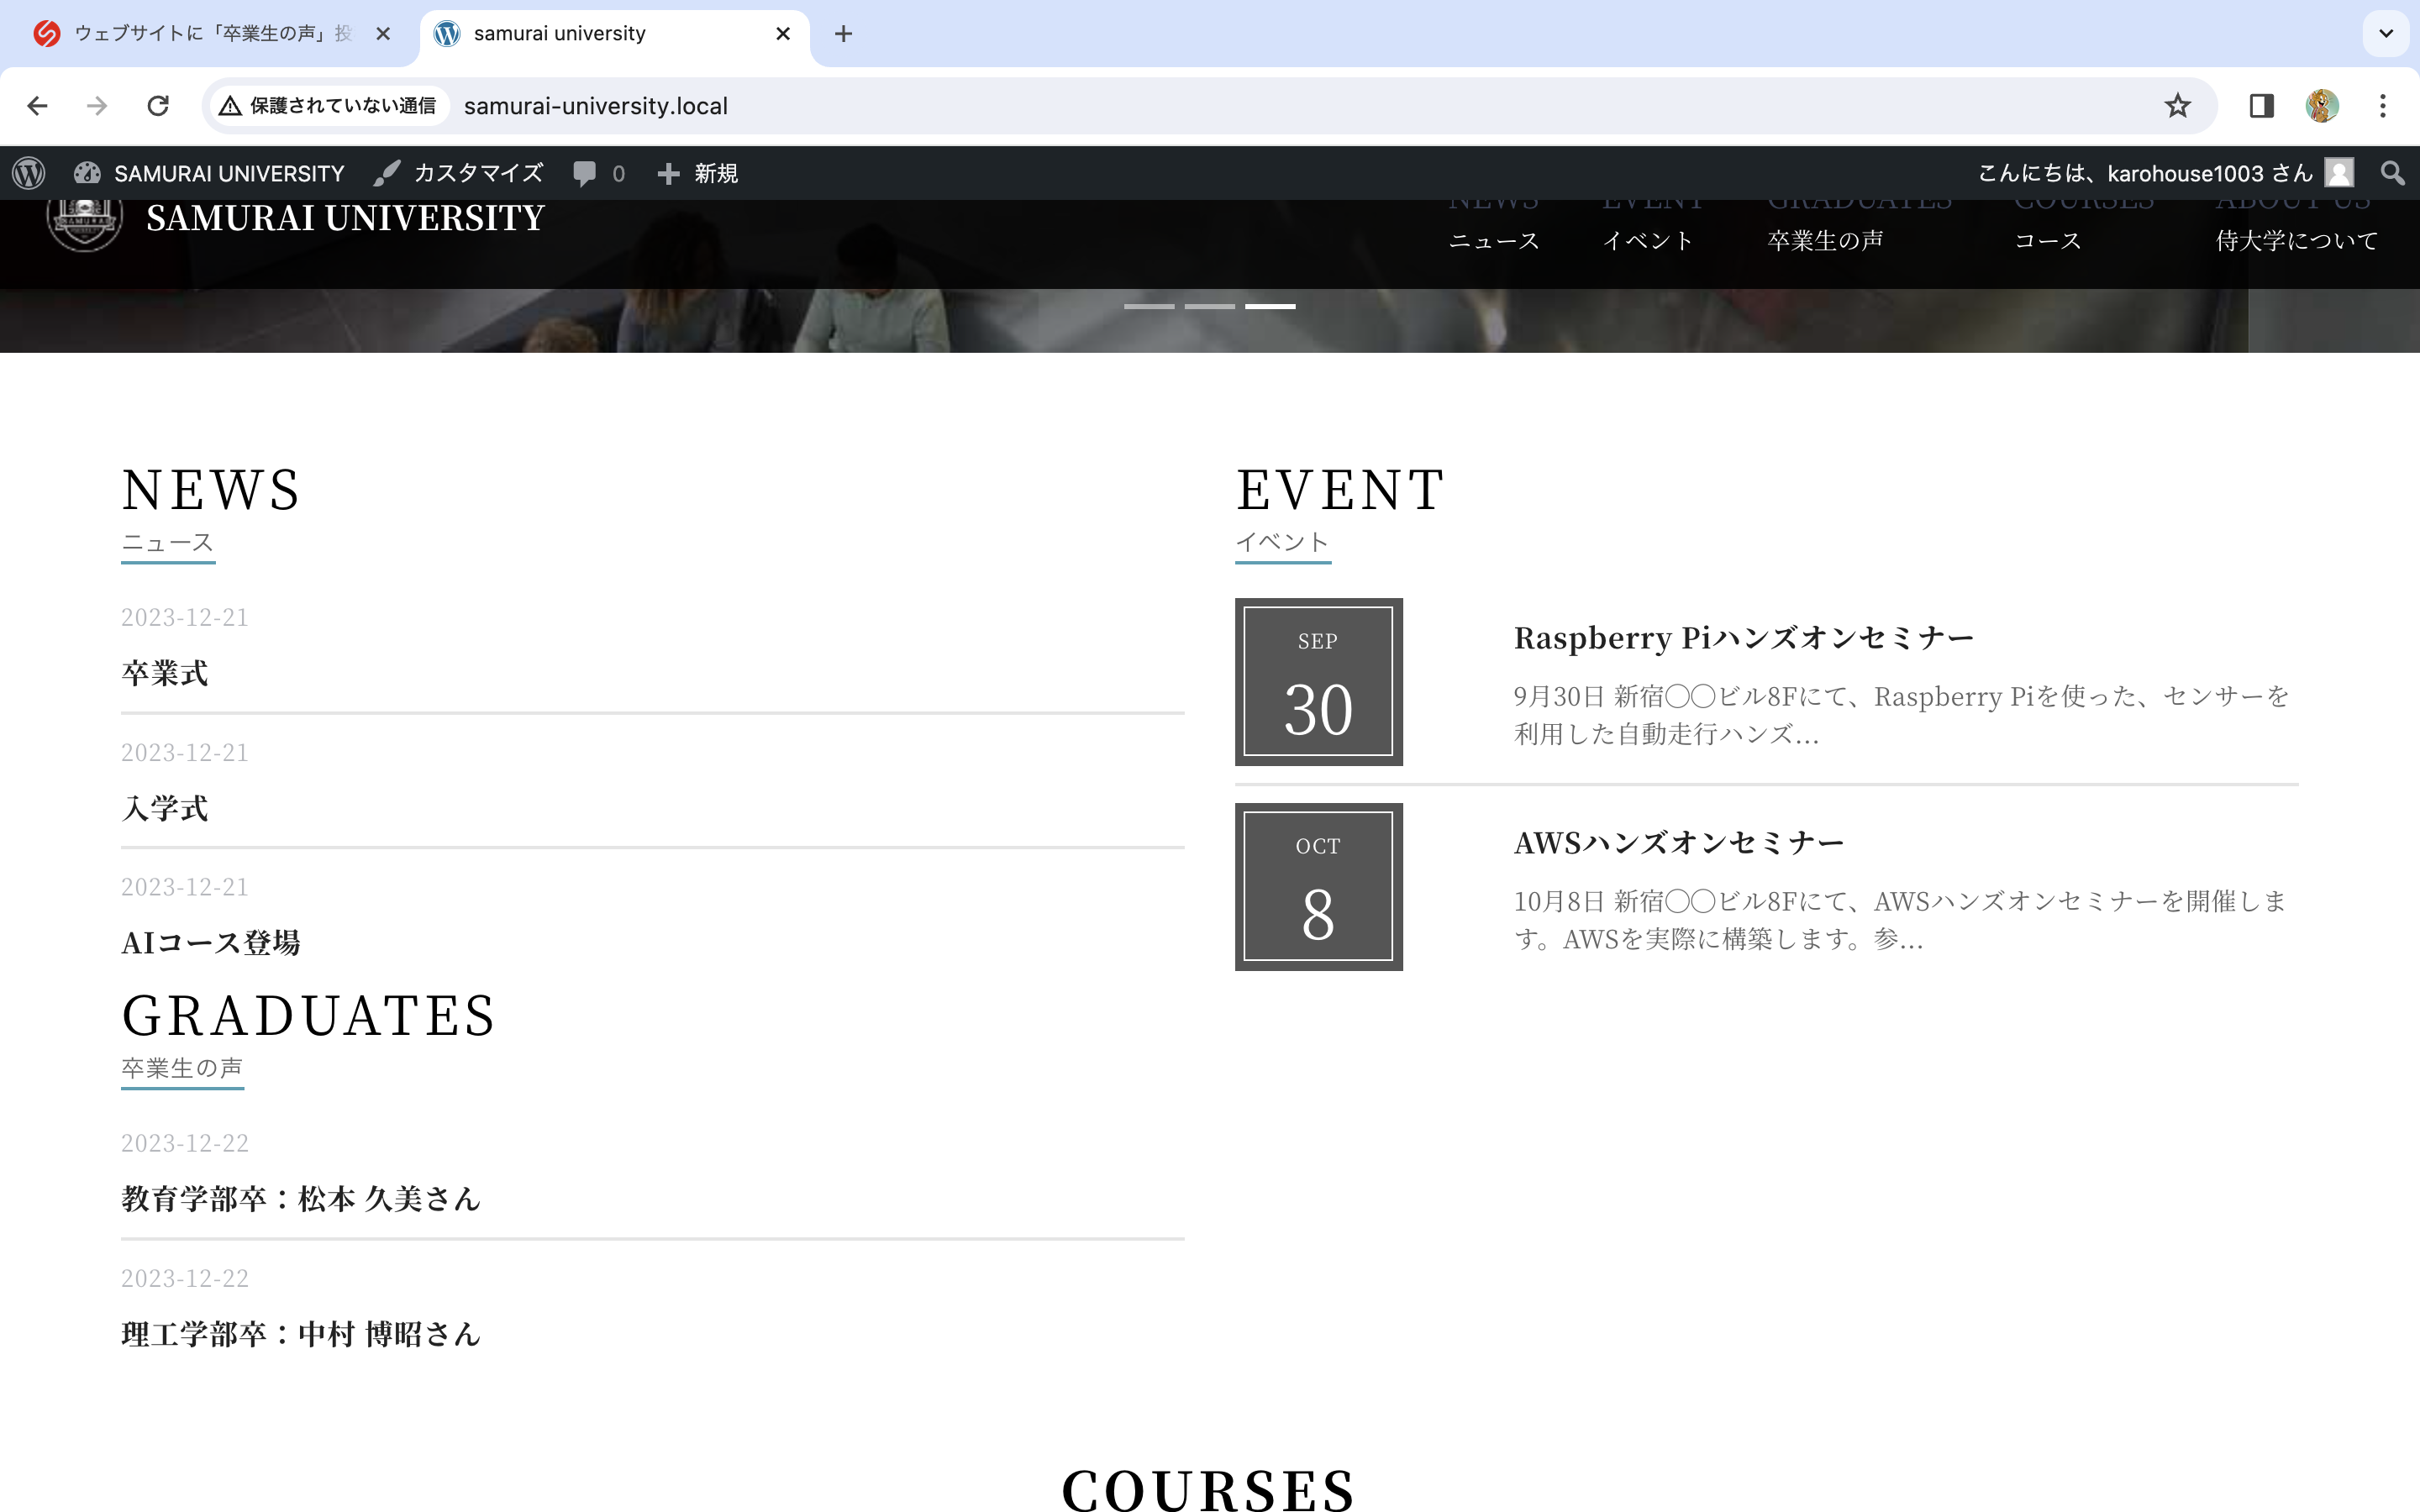 ウェブサイトに「卒業生の声」投
samurai university
保護されていない通信
samurai-university.local
SAMURAI UNIVERSITY
カスタマイズ
0
新規
こんにちは、karohouse1003 さん
SAMURAI UNIVERSITY
NEWS
ニュース
EVENT
イベント
GRADUATES
卒業生の声
COURSES
コース
ABOUT US
侍大学について
NEWS
ニュース
2023-12-21
卒業式
2023-12-21
入学式
2023-12-21
AIコース登場
EVENT
イベント
SEP
30
Raspberry Piハンズオンセミナー
9月30日 新宿◯◯ビル8Fにて、Raspberry Piを使った、センサーを
利用した自動走行ハンズ...
OCT
8
AWSハンズオンセミナー
10月8日 新宿◯◯ビル8Fにて、AWSハンズオンセミナーを開催しま
す。AWSを実際に構築します。参...
GRADUATES
卒業生の声
2023-12-22
教育学部卒：松本 久美さん
2023-12-22
理工学部卒：中村 博昭さん
COURSES